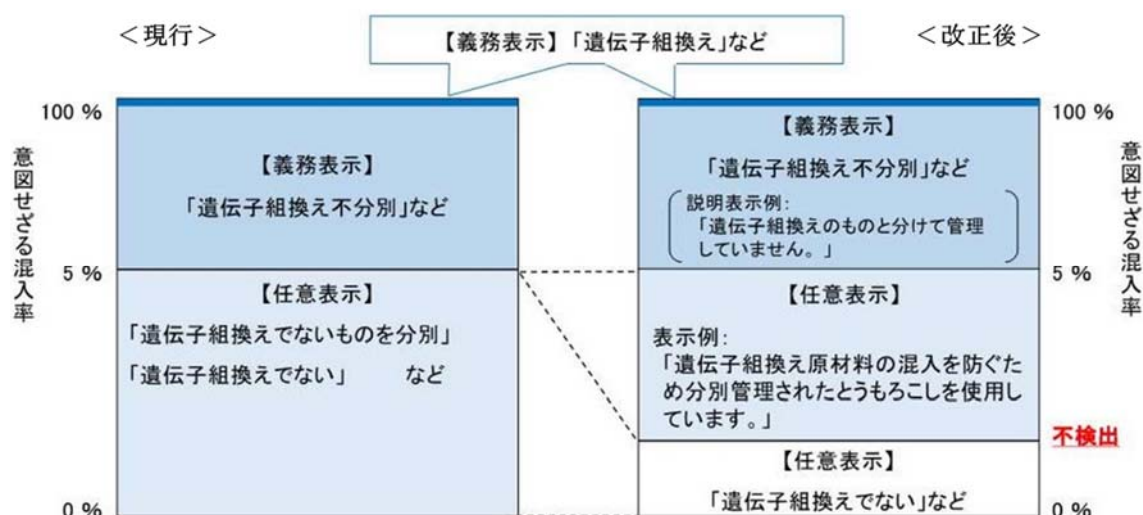 ＜現行＞
【義務表示】「遺伝子組換え」など
＜改正後＞
100 %
【義務表示】
「遺伝子組換え不分別」など
5 %
【任意表示】
「遺伝子組換えでないものを分別」
「遺伝子組換えでない」　　など
0 %
意図せざる混入率
【義務表示】
「遺伝子組換え不分別」など
説明表示例：
「遺伝子組換えのものと分けて管理
していません。」
【任意表示】
表示例：
「遺伝子組換え原材料の混入を防ぐた
め分別管理されたとうもろこしを使用し
ています。」
【任意表示】
「遺伝子組換えでない」など
100 %
5 %
不検出
0 %
意図せざる混入率